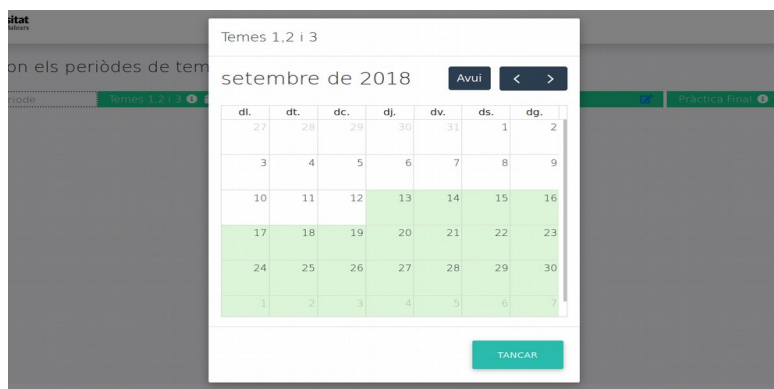 sitat
Balears
on els períodes de tem
ríode
Temes 1,2 i 3
Pràctica Final
Temes 1,2 i 3
setembre de 2018
Avui
< >
dl. dt. dc. dj. dv. ds. dg.
27 28 29 30 31 1 2
3 4 5 6 7 8 9
10 11 12 13 14 15 16
17 18 19 20 21 22 23
24 25 26 27 28 29 30
1 2 3 4 5 6 7
TANCAR